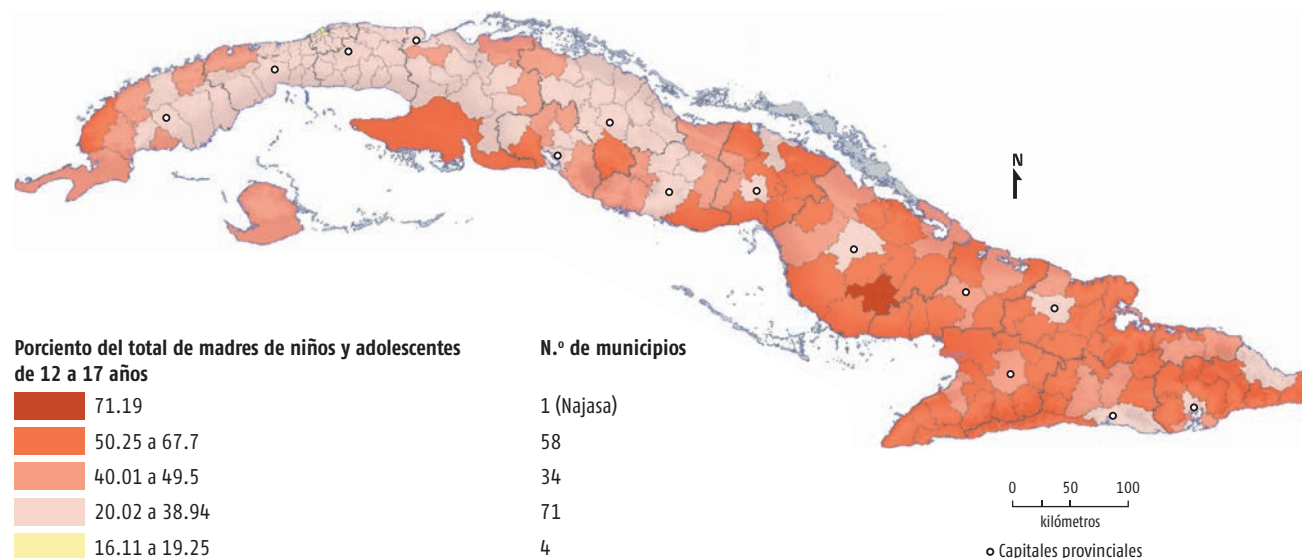 N
Porciento del total de madres de niños y adolescentes
de 12 a 17 años
N.º de municipios
71.19 1 (Najasa)
50.25 a 67.7 58
40.01 a 49.5 34
20.02 a 38.94 71
16.11 a 19.25 4
0 50 100
kilómetros
Capitales provinciales